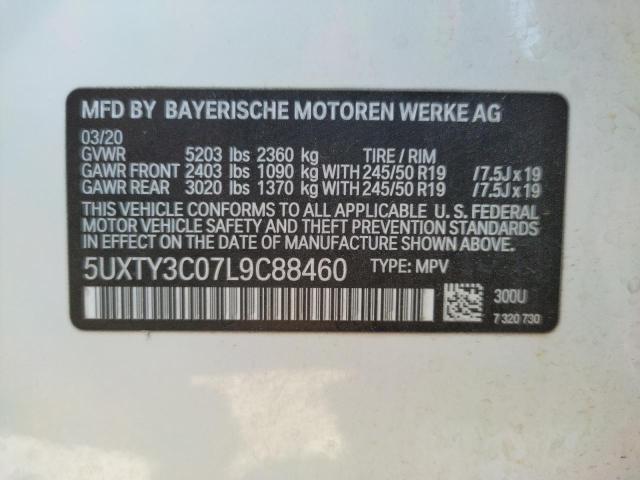 MFD BY BAYERISCHE MOTOREN WERKE AG
03/20
GVWR 5203 lbs 2360 kg TIRE / RIM
GAWR FRONT 2403 lbs 1090 kg WITH 245/50 R19 /7.5J x 19
GAWR REAR 3020 lbs 1370 kg WITH 245/50 R19 /7.5J x 19
THIS VEHICLE CONFORMS TO ALL APPLICABLE U. S. FEDERAL
MOTOR VEHICLE SAFETY AND THEFT PREVENTION STANDARDS
IN EFFECT ON THE DATE OF MANUFACTURE SHOWN ABOVE.
5UXTY3C07L9C88460 TYPE: MPV
300U
7 320 730